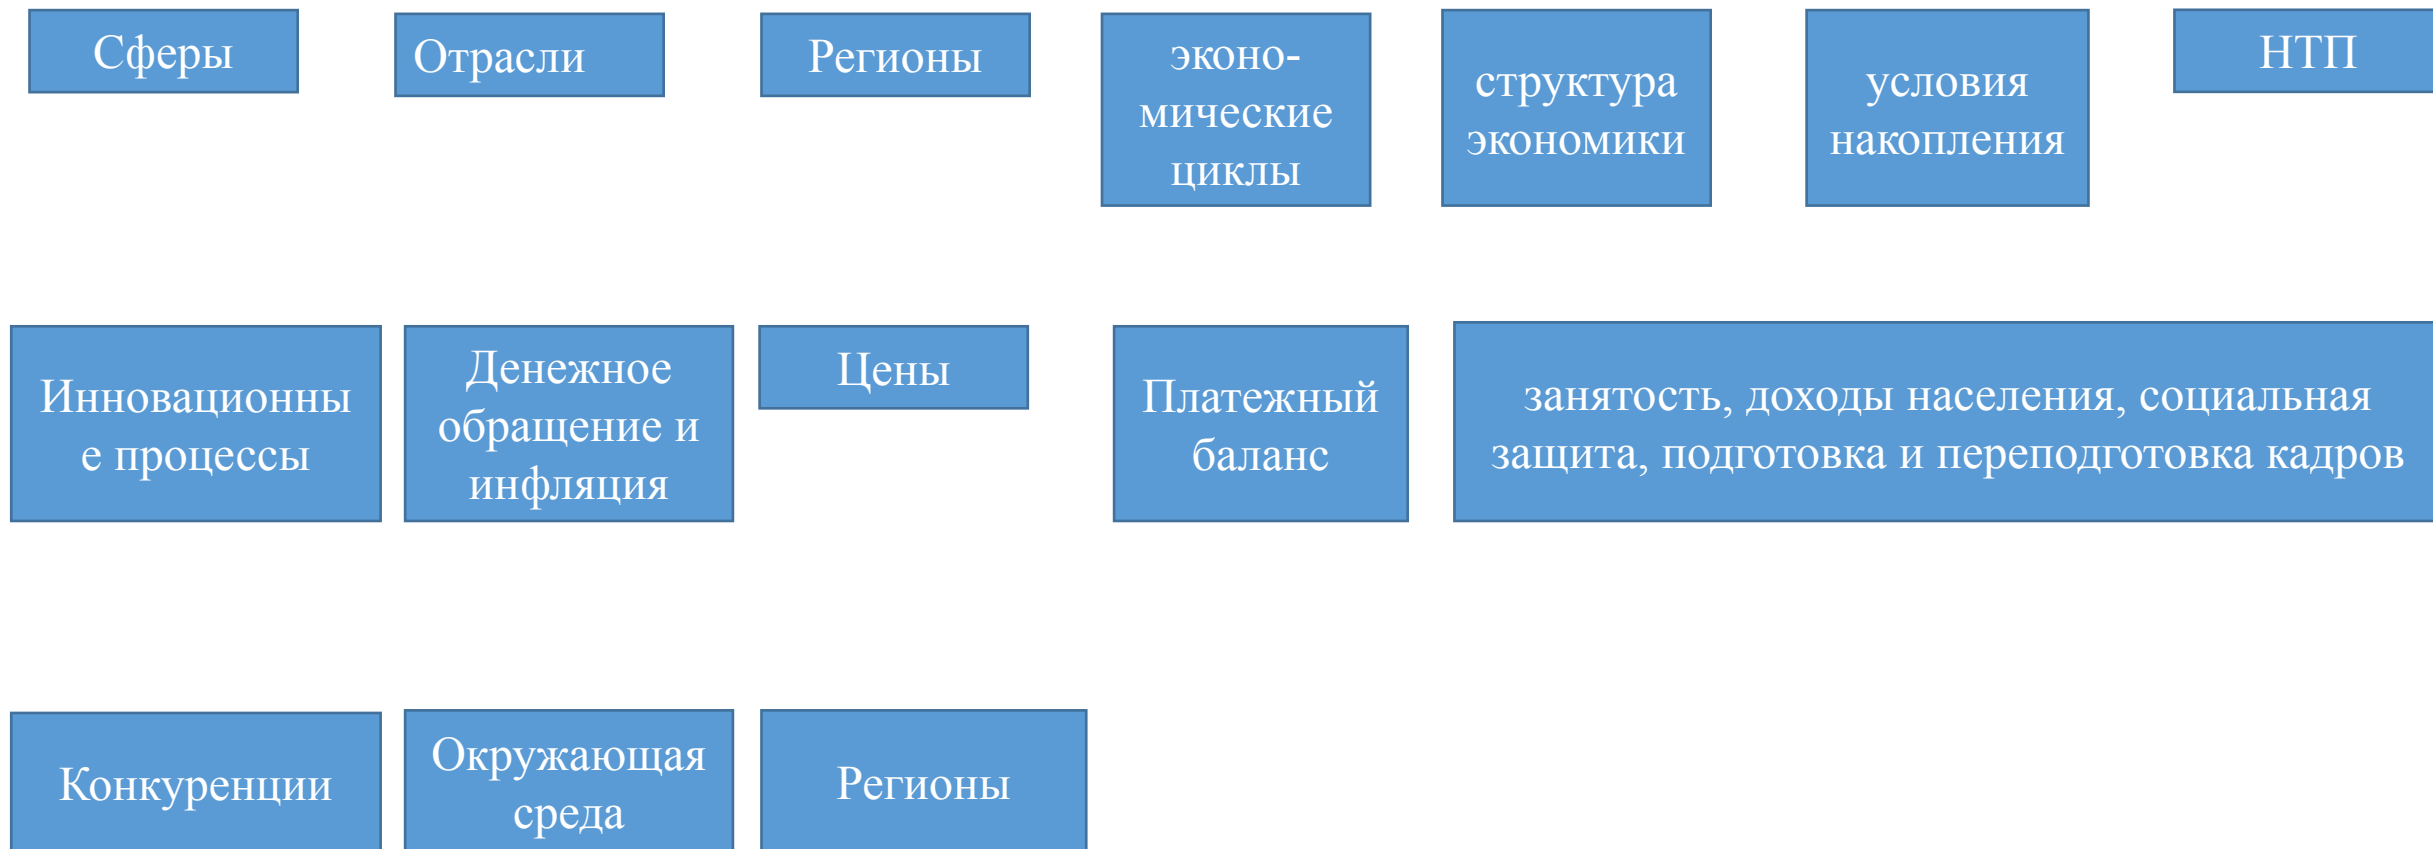 Сферы
Отрасли
Регионы
эконо-
мические
циклы
структура
экономики
условия
накопления
НТП
Инновационны
е процессы
Денежное
обращение и
инфляция
Цены
Платежный
баланс
занятость, доходы населения, социальная
защита, подготовка и переподготовка кадров
Конкуренции
Окружающая
среда
Регионы